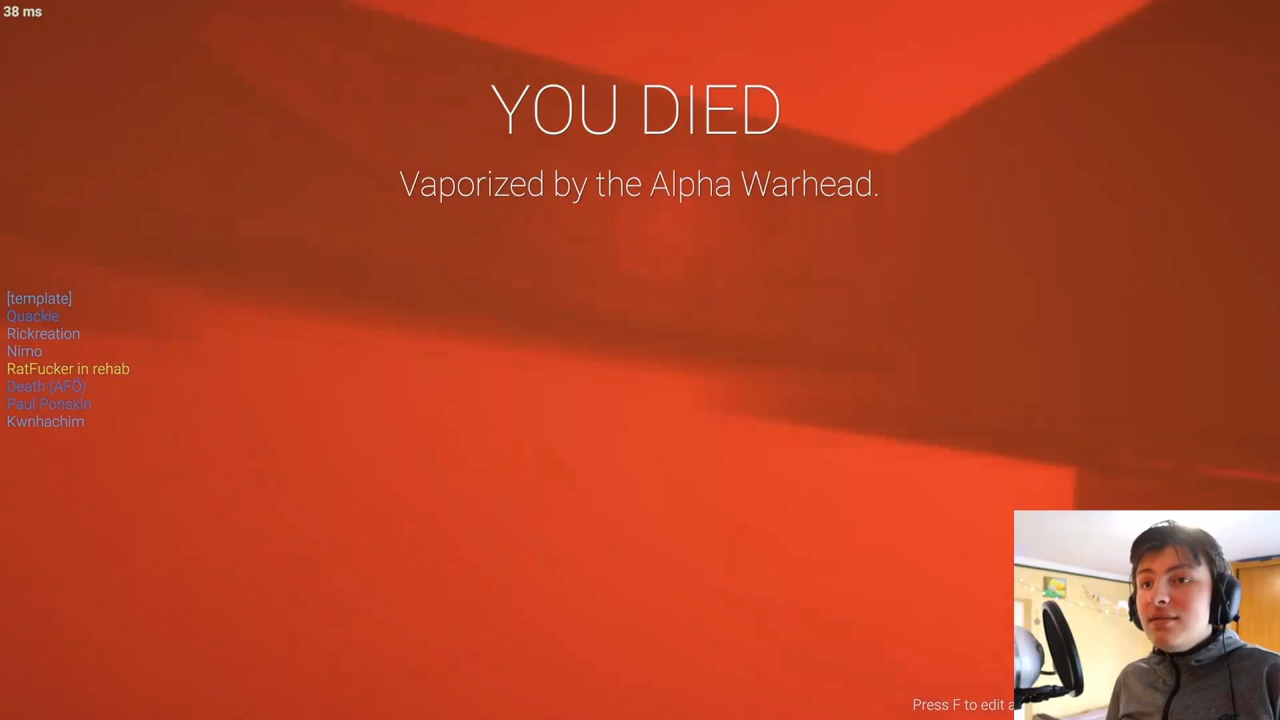 38 ms
YOU DIED
Vaporized by the Alpha Warhead.
[template]
Quackie
Rickreation
Nimo
RatFucker in rehab
Death (AFÖ)
Paul Ponskin
Kwnhachim
Press F to edit a